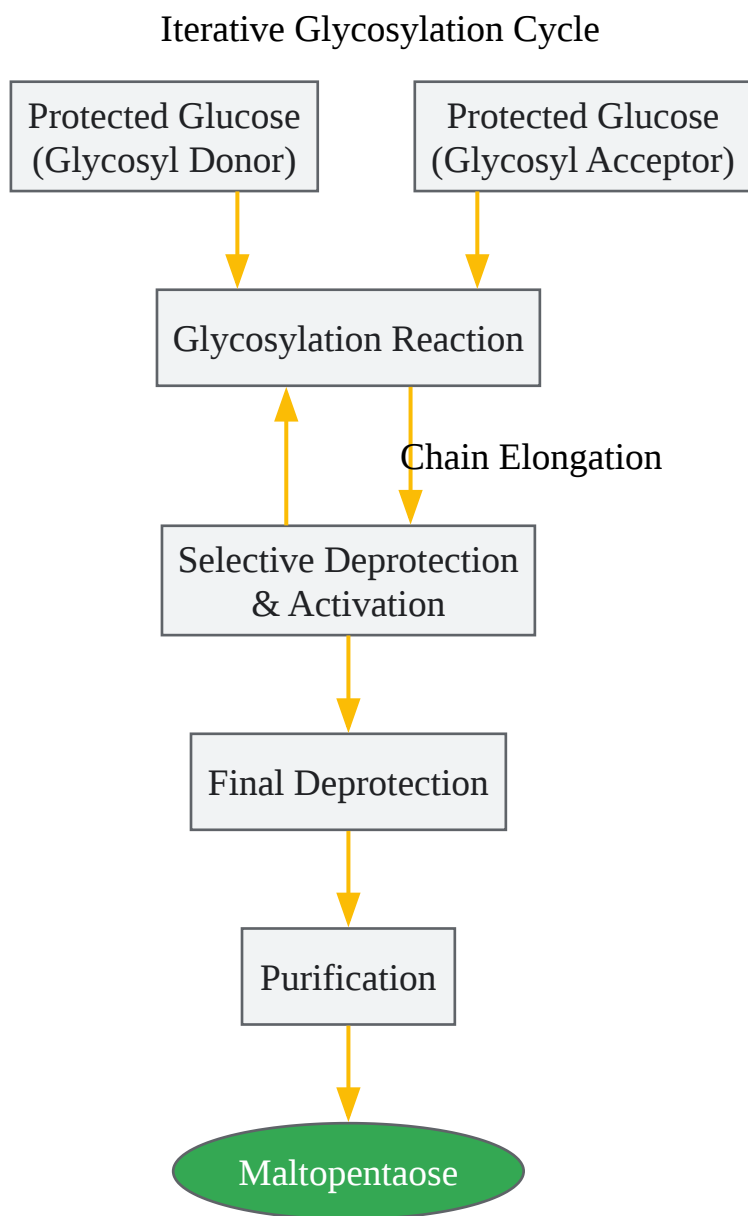 Iterative Glycosylation Cycle
Protected Glucose
(Glycosyl Donor)
Protected Glucose
(Glycosyl Acceptor)
Glycosylation Reaction
Chain Elongation
Selective Deprotection
& Activation
Final Deprotection
Purification
Maltopentaose